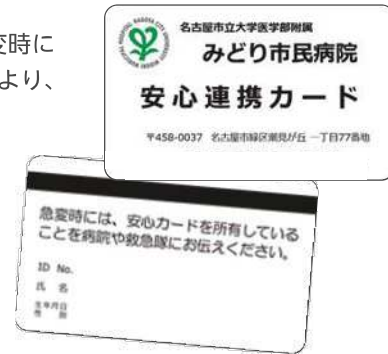 変時に
より、
名古屋市立大学医学部附属
みどり市民病院
安心連携カード
〒458-0037 名古屋市緑区潮見が丘一丁目77番地
急変時には、安心カードを所有している
ことを病院や救急隊にお伝えください。
ID No.
氏 名
生年月日